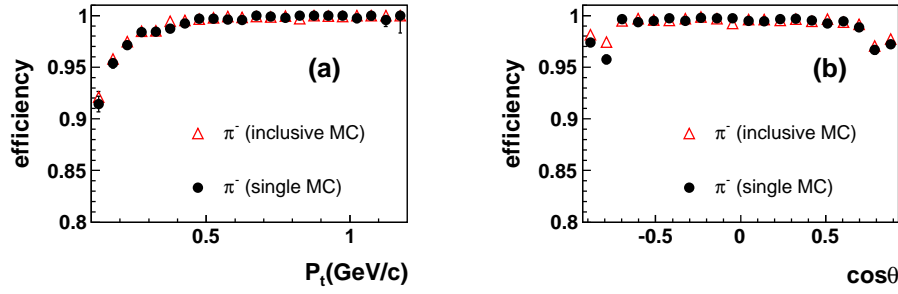 efficiency
1
0.95
0.9
0.85
0.8
(a)
π⁻ (inclusive MC)
π⁻ (single MC)
0.5
1
Pt(GeV/c)
efficiency
1
0.95
0.9
0.85
0.8
(b)
π⁻ (inclusive MC)
π⁻ (single MC)
-0.5
0
0.5
cosθ